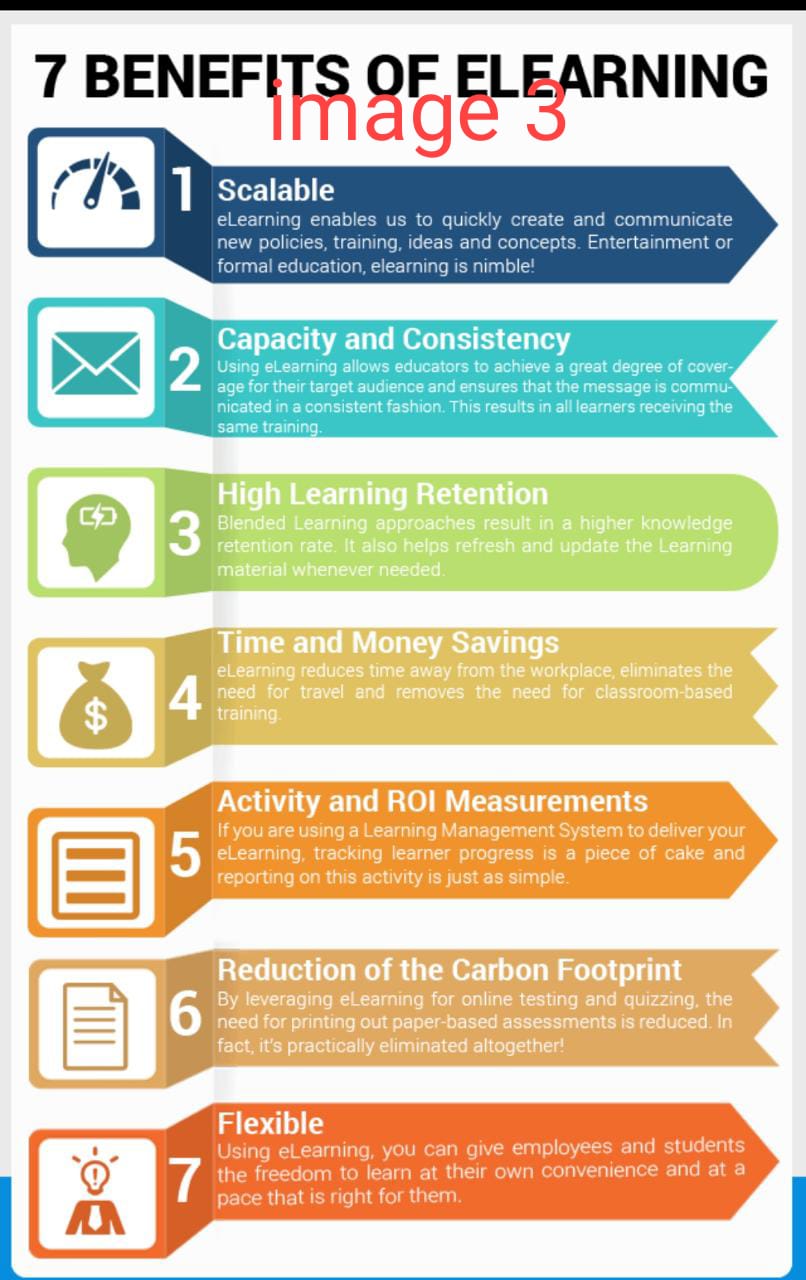 7 BENEFITS OF ELEARNING
image 3
1
Scalable
eLearning enables us to quickly create and communicate
new policies, training, ideas and concepts. Entertainment or
formal education, elearning is nimble!
2
Capacity and Consistency
Using eLearning allows educators to achieve a great degree of cover-
age for their target audience and ensures that the message is commu-
nicated in a consistent fashion. This results in all learners receiving the
same training.
3
High Learning Retention
Blended Learning approaches result in a higher knowledge
retention rate. It also helps refresh and update the Learning
material whenever needed.
4
Time and Money Savings
eLearning reduces time away from the workplace, eliminates the
need for travel and removes the need for classroom-based
training.
$
5
Activity and ROI Measurements
If you are using a Learning Management System to deliver your
eLearning, tracking learner progress is a piece of cake and
reporting on this activity is just as simple.
6
Reduction of the Carbon Footprint
By leveraging eLearning for online testing and quizzing, the
need for printing out paper-based assessments is reduced. In
fact, it's practically eliminated altogether!
7
Flexible
Using eLearning, you can give employees and students
the freedom to learn at their own convenience and at a
pace that is right for them.